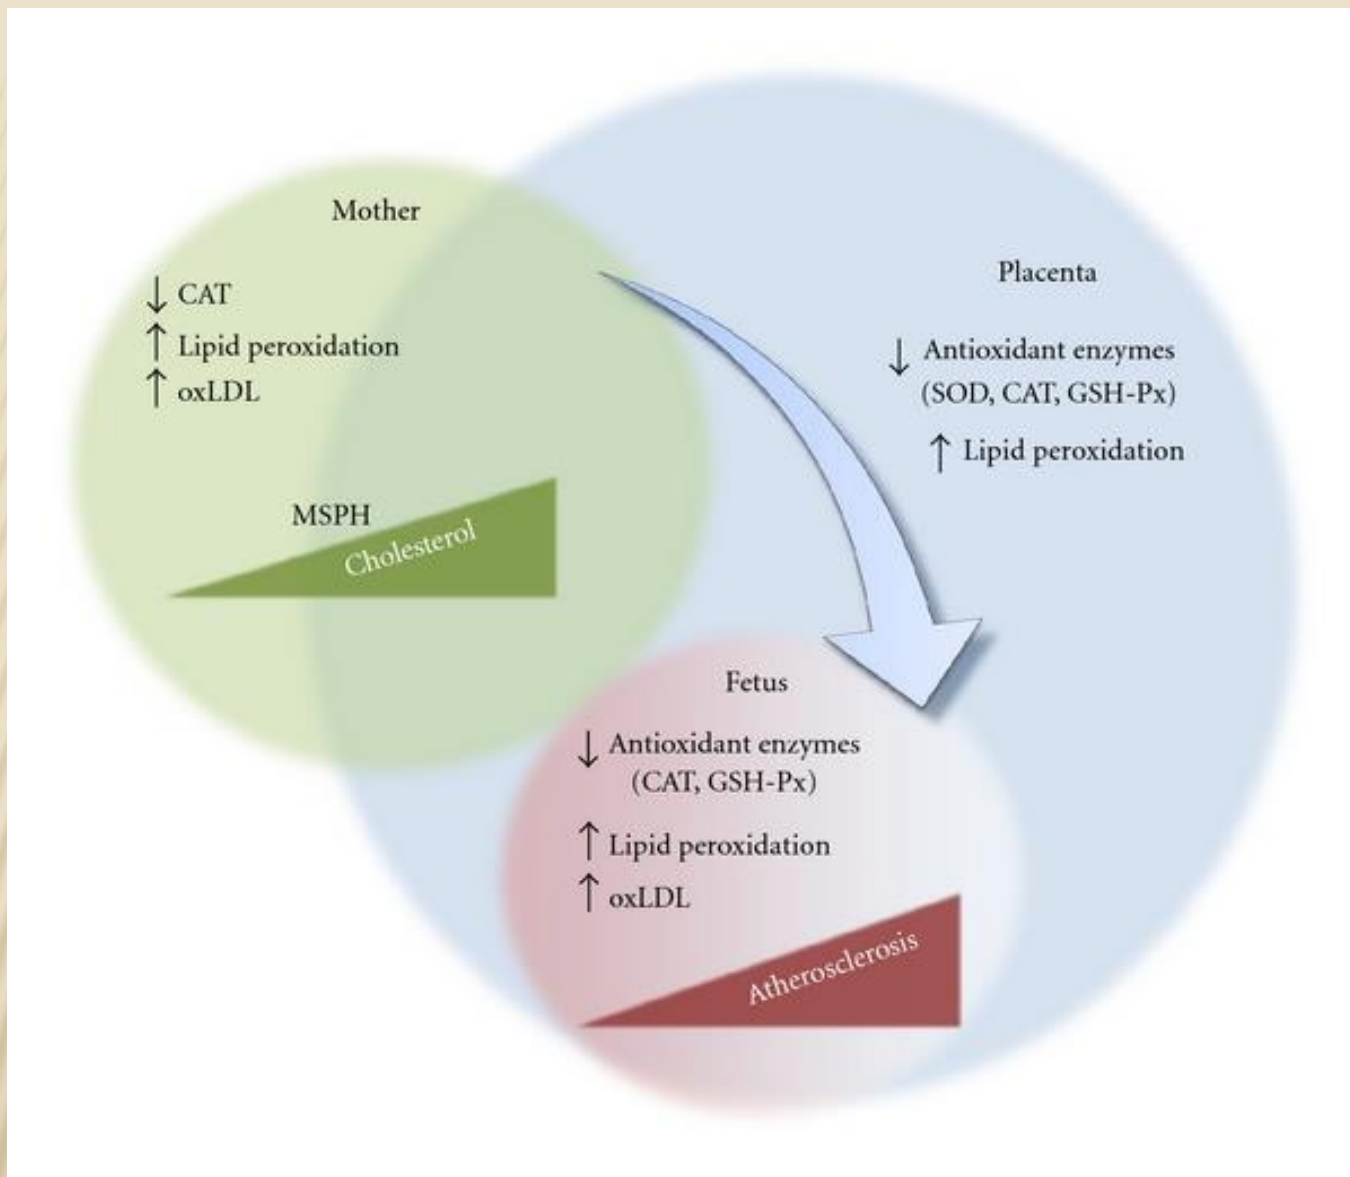 Mother
↓ CAT
↑ Lipid peroxidation
↑ oxLDL
MSPH
Cholesterol
Placenta
↓ Antioxidant enzymes
(SOD, CAT, GSH-Px)
↑ Lipid peroxidation
Fetus
↓ Antioxidant enzymes
(CAT, GSH-Px)
↑ Lipid peroxidation
↑ oxLDL
Atherosclerosis